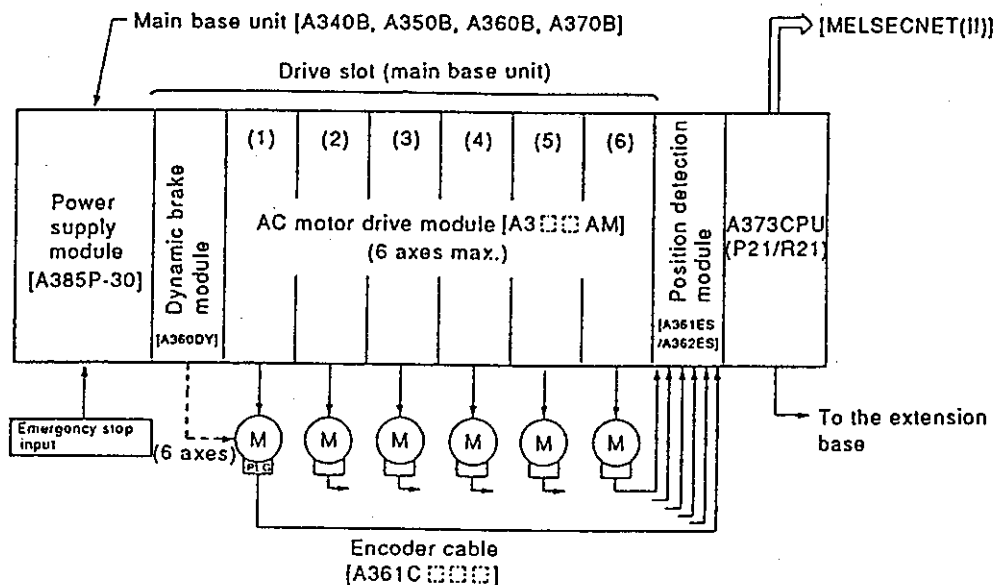 Main base unit [A340B, A350B, A360B, A370B]
[MELSECNET(II)]
Drive slot (main base unit)
(1)
(2)
(3)
(4)
(5)
(6)
Power
supply
module
[A385P-30]
Dynamic brake
module
[A360DY]
AC motor drive module [A3□□AM]
(6 axes max.)
Position detection
module
[A361ES
/A362ES]
A373CPU
(P21/R21)
Emergency stop
input
(6 axes)
M
M
M
M
M
M
PLG
To the extension
base
Encoder cable
[A361C□□□]